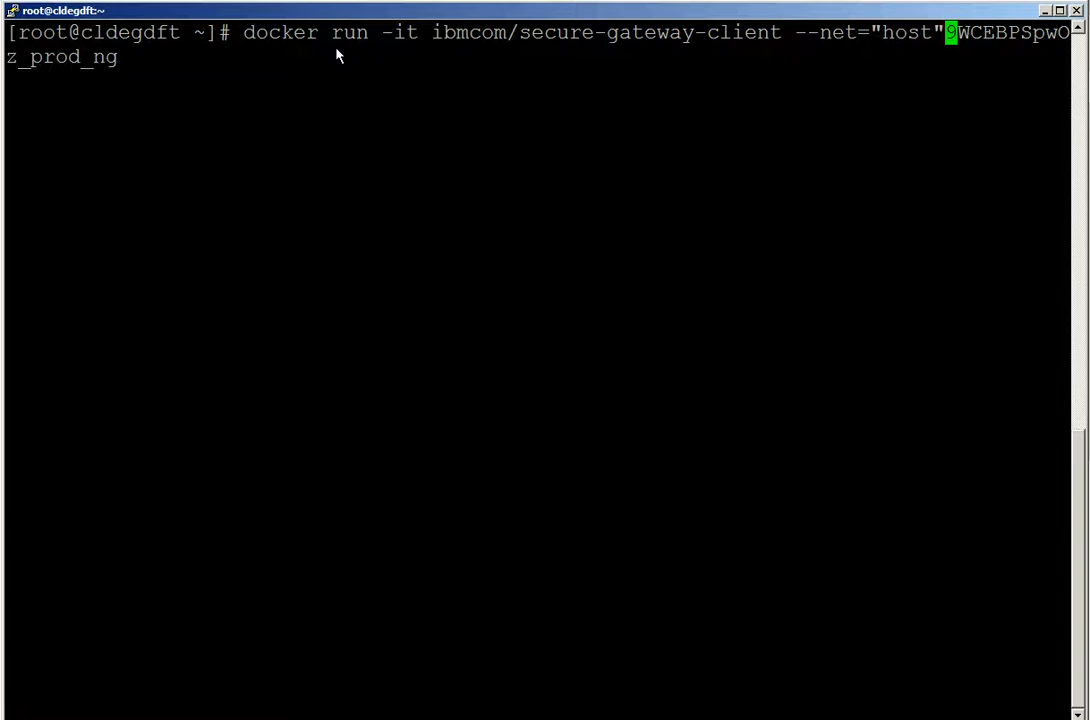 root@cldegdft:~
[root@cldegdft ~]# docker run -it ibmcom/secure-gateway-client --net="host"9WCEBPSpwO
z_prod_ng